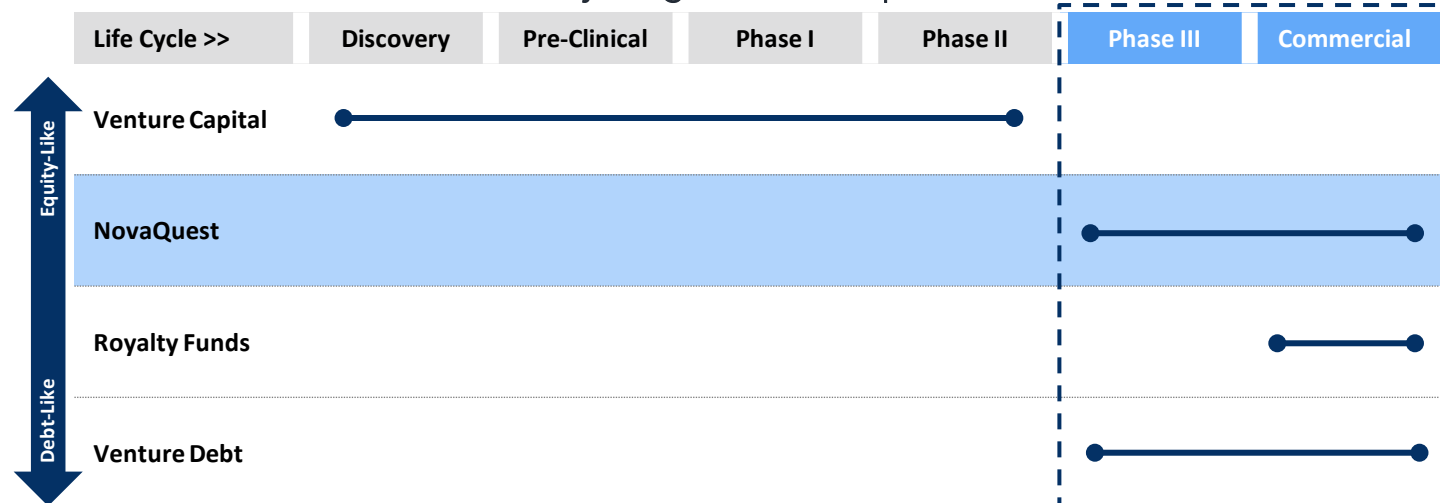 Life Cycle >> Discovery Pre-Clinical Phase I Phase II Phase III Commercial
Equity-Like
Venture Capital
NovaQuest
Royalty Funds
Debt-Like
Venture Debt